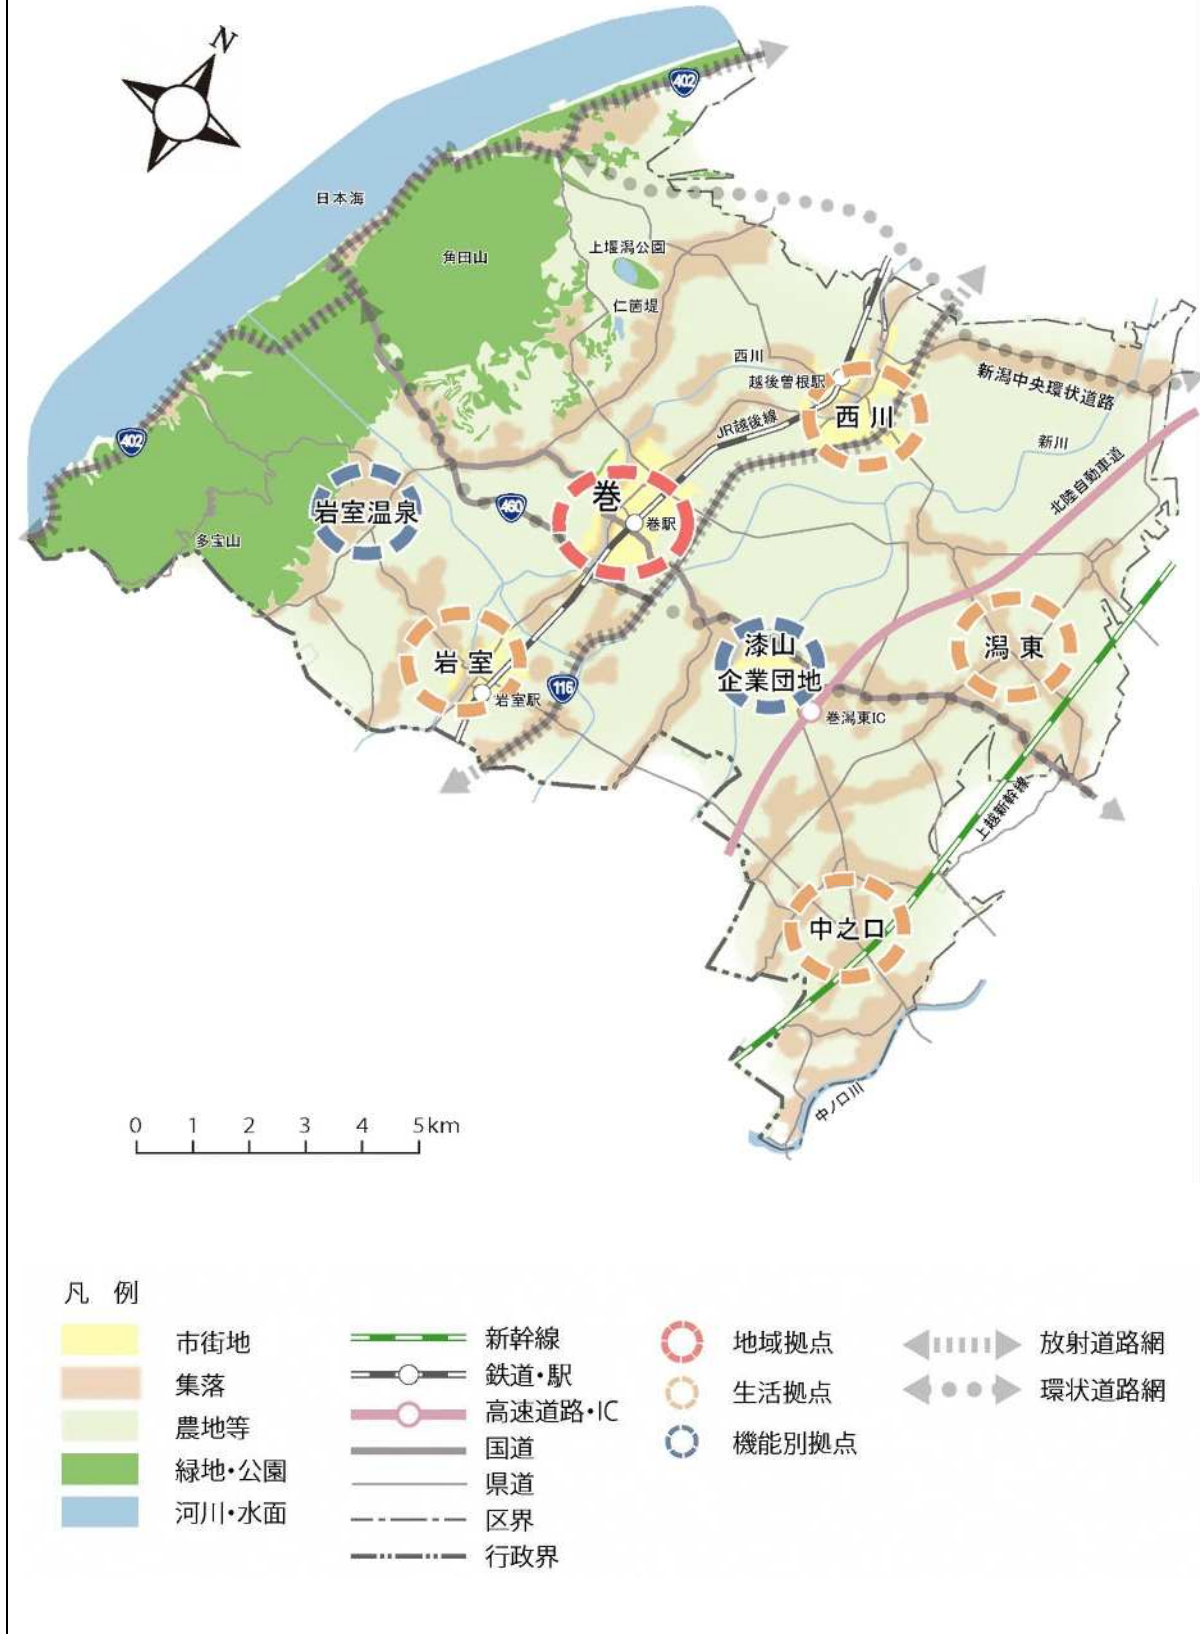 N
402
日本海
角田山
上堰潟公園
仁箇堤
西川
越後曽根駅
新潟中央環状道路
西川
JR越後線
新川
402
北陸自動車道
巻
460
岩室温泉
巻駅
多宝山
漆山
企業団地
潟東
岩室
116
岩室駅
巻潟東IC
上越新幹線
中之口
中ノ口川
0 1 2 3 4 5km
凡 例
市街地
集落
農地等
緑地・公園
河川・水面
新幹線
鉄道・駅
高速道路・IC
国道
県道
区界
行政界
地域拠点
生活拠点
機能別拠点
放射道路網
環状道路網